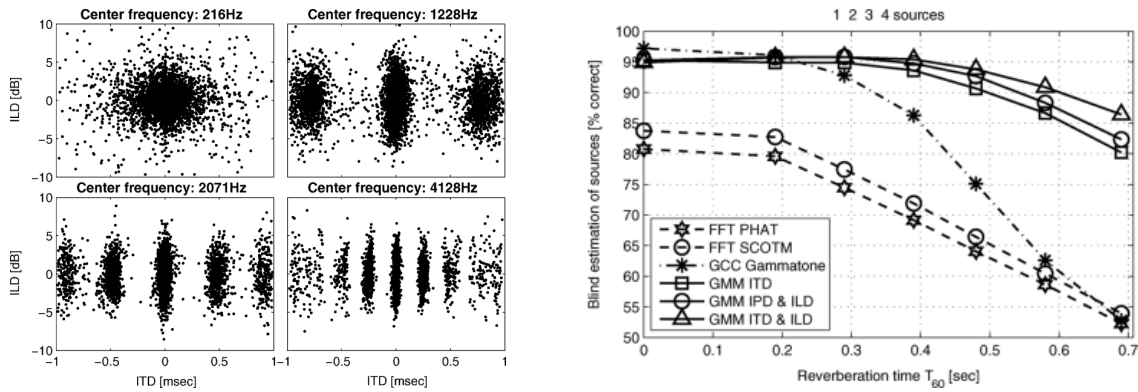 Center frequency: 216Hz
Center frequency: 1228Hz
10
5
0
−5
−10
ILD [dB]
Center frequency: 2071Hz
Center frequency: 4128Hz
10
5
0
−5
−10
ILD [dB]
−1 −0.5 0 0.5 1−1 −0.5 0 0.5 1
ITD [msec]
ITD [msec]
1 2 3 4 sources
100
95
90
85
80
75
70
65
60
55
50
Blind estimation of sources [% correct]
FFT PHAT
FFT SCOTM
GCC Gammatone
GMM ITD
GMM IPD & ILD
GMM ITD & ILD
0 0.1 0.2 0.3 0.4 0.5 0.6 0.7
Reverberation time T60 [sec]